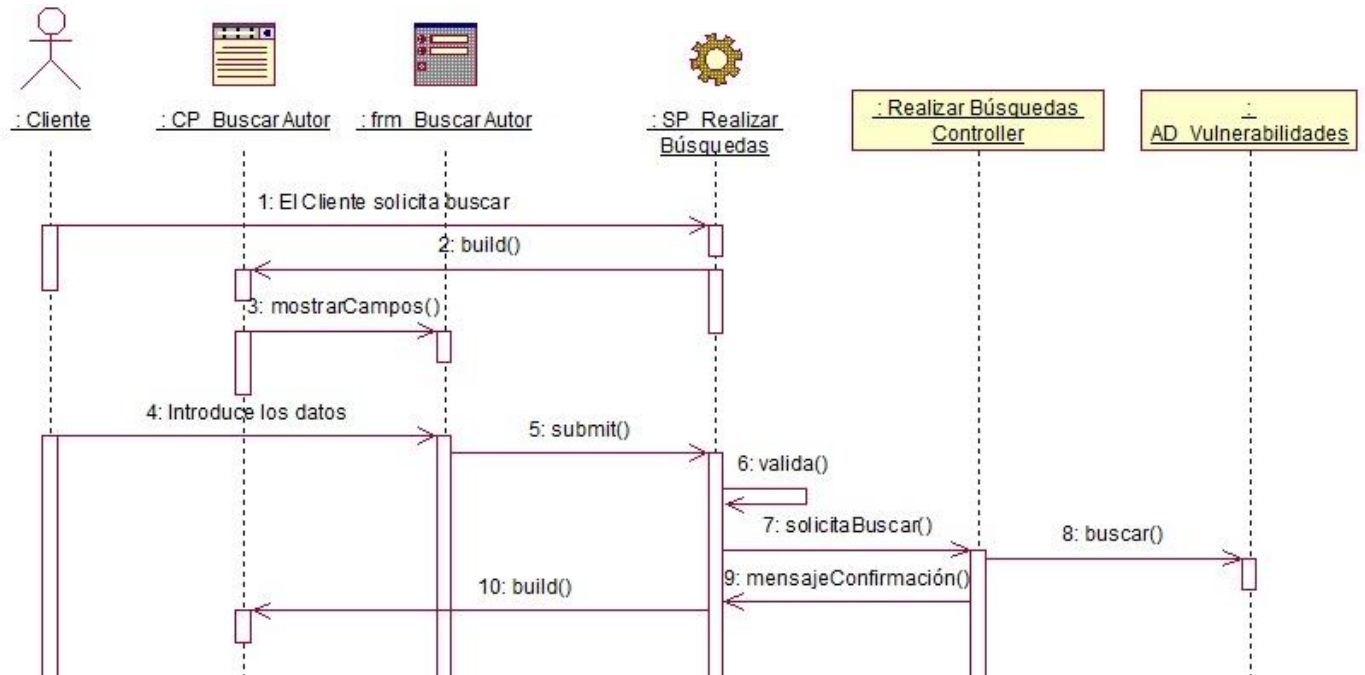 : Cliente
: CP_BuscarAutor
: frm_BuscarAutor
: SP_Realizar
Búsquedas
: Realizar Búsquedas
Controller
:
AD_Vulnerabilidades
1: El Cliente solicita buscar
2: build()
3: mostrarCampos()
4: Introduce los datos
5: submit()
6: valida()
7: solicitaBuscar()
8: buscar()
9: mensajeConfirmación()
10: build()